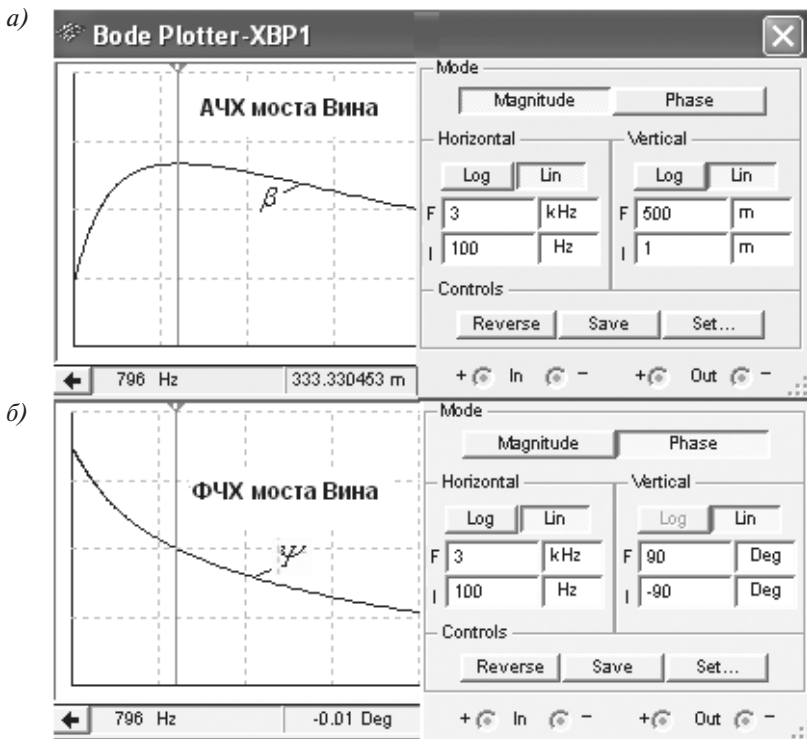 а)
Bode Plotter-XBP1
АЧХ моста Вина
β
796 Hz
333.330453 m
Mode
Magnitude
Phase
Horizontal
Vertical
Log
Lin
Log
Lin
F
3
kHz
F
500
m
I
100
Hz
I
1
m
Controls
Reverse
Save
Set...
+
In
−
+
Out
−
б)
ФЧХ моста Вина
Ψ
796 Hz
-0.01 Deg
Mode
Magnitude
Phase
Horizontal
Vertical
Log
Lin
Log
Lin
F
3
kHz
F
90
Deg
I
100
Hz
I
-90
Deg
Controls
Reverse
Save
Set...
+
In
−
+
Out
−